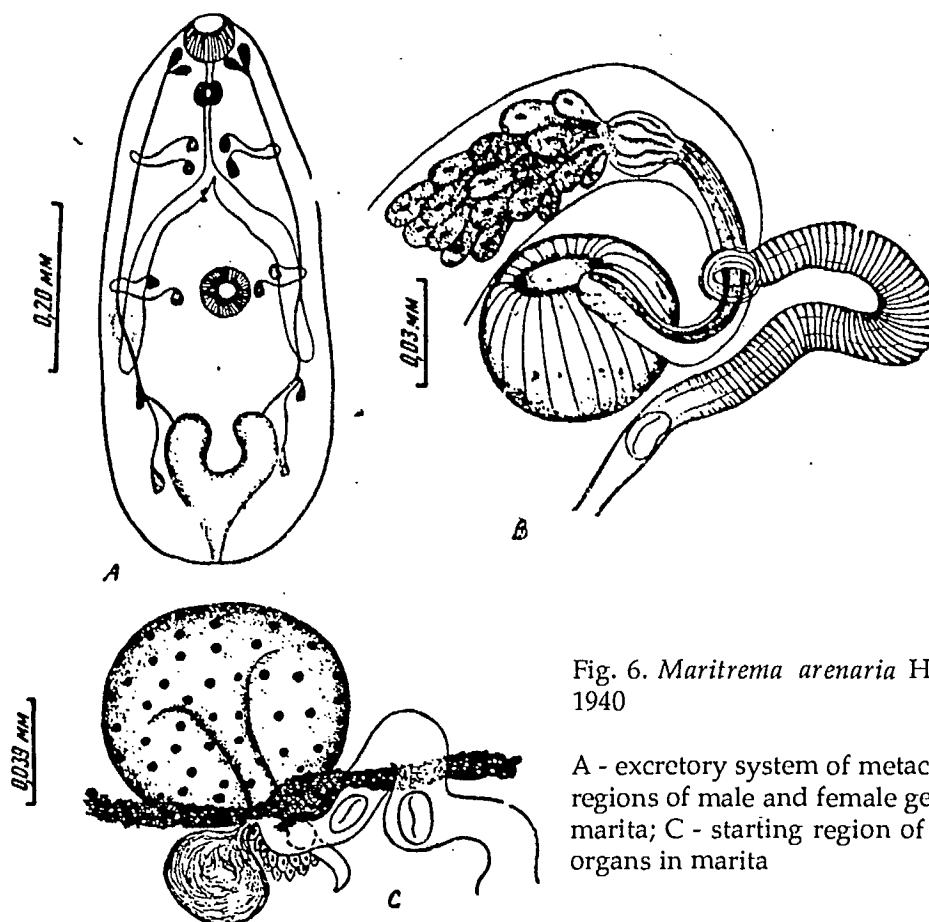 0,20 мм
A
0,03 мм
B
0,039 мм
C
Fig. 6. Maritrema arenaria H
1940
A - excretory system of metac
regions of male and female ge
marita; C - starting region of
organs in marita